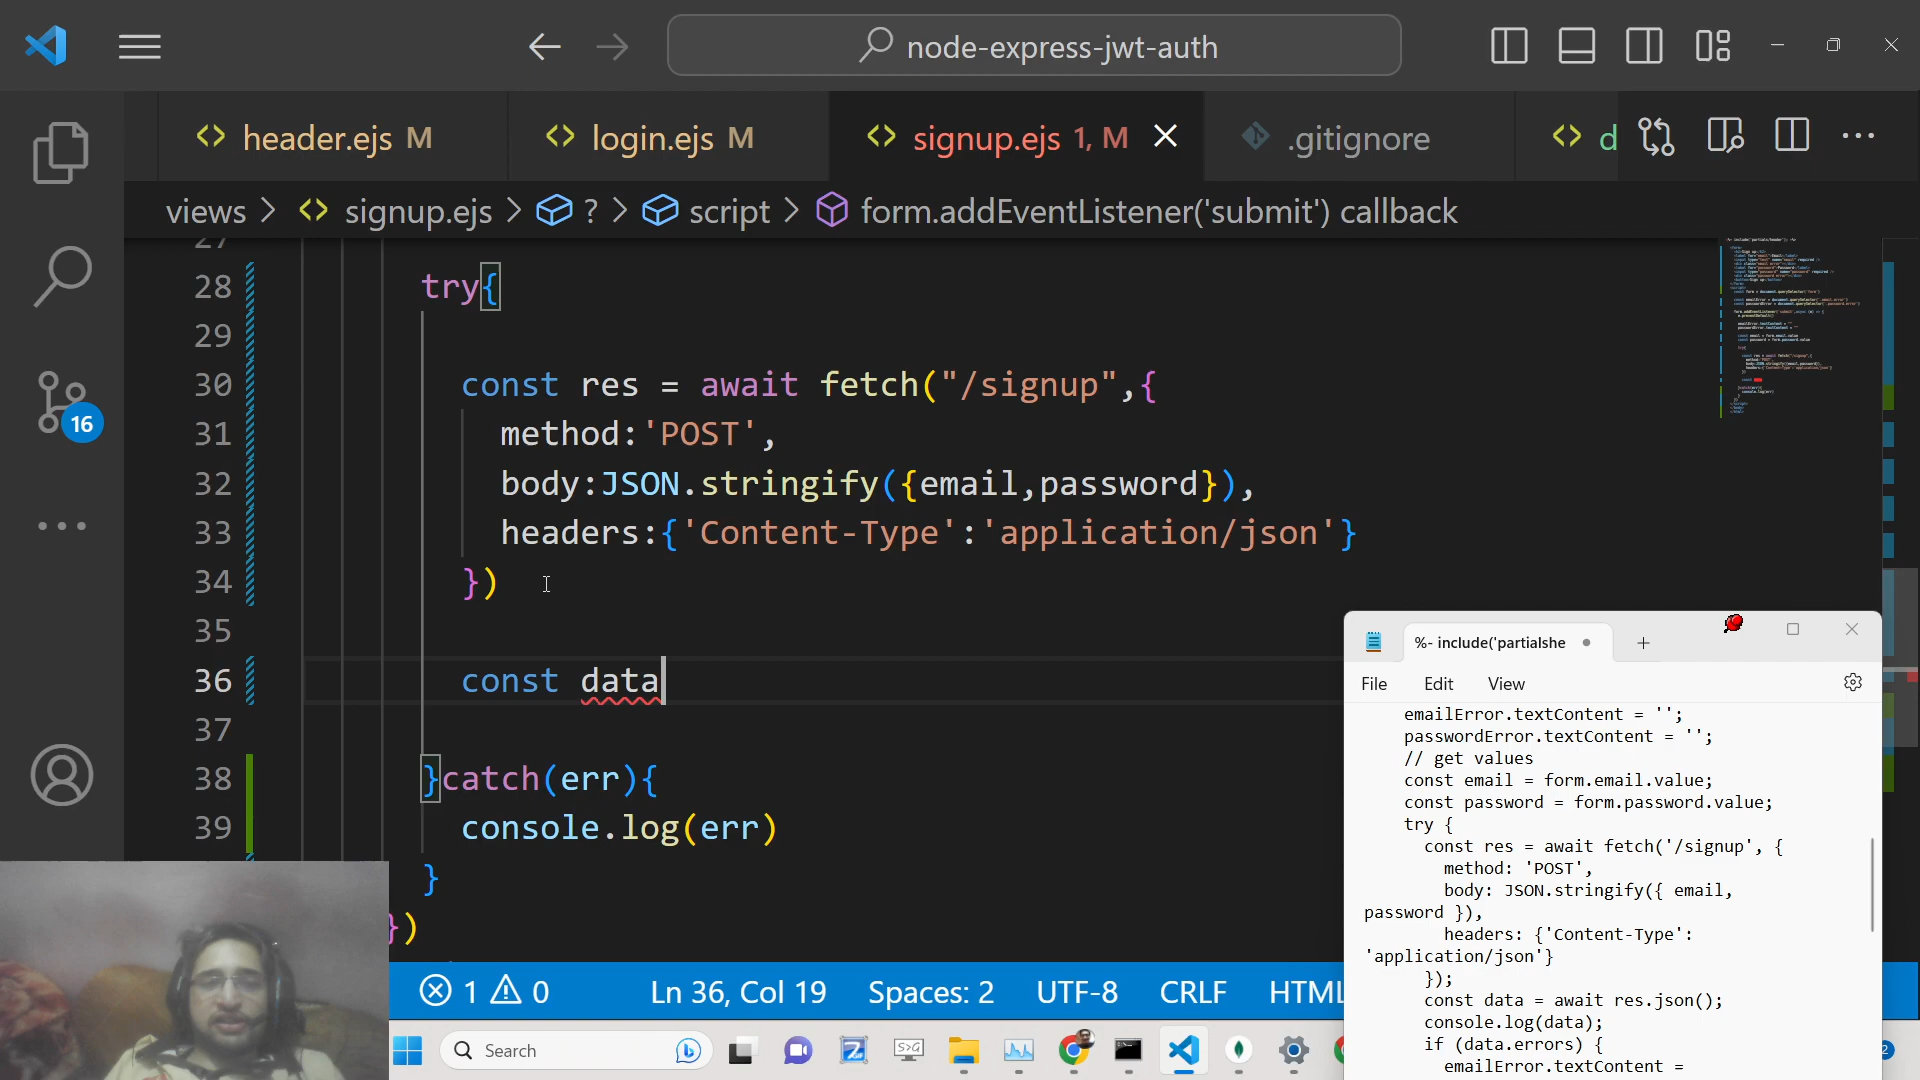 node-express-jwt-auth
header.ejs M
login.ejs M
signup.ejs 1, M
.gitignore
d
views > signup.ejs > ? > script > form.addEventListener('submit') callback
27
28 try{
29
30 const res = await fetch("/signup",{
31 method:'POST',
32 body:JSON.stringify({email,password}),
33 headers:{'Content-Type':'application/json'}
34 })
35
36 const data
37
38 }catch(err){
39 console.log(err)
}
})
16
%- include('partialshe
File Edit View
emailError.textContent = '';
passwordError.textContent = '';
// get values
const email = form.email.value;
const password = form.password.value;
try {
const res = await fetch('/signup', {
method: 'POST',
body: JSON.stringify({ email,
password }),
headers: {'Content-Type':
'application/json'}
});
const data = await res.json();
console.log(data);
if (data.errors) {
emailError.textContent =
1 0 Ln 36, Col 19 Spaces: 2 UTF-8 CRLF HTML
Search
2